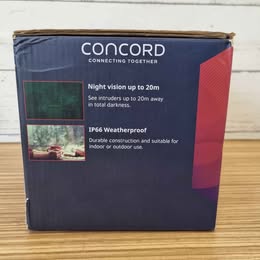 CONCORD
CONNECTING TOGETHER
Night vision up to 20m
See intruders up to 20m away
in total darkness.
IP66 Weatherproof
Durable construction and suitable for
indoor or outdoor use.